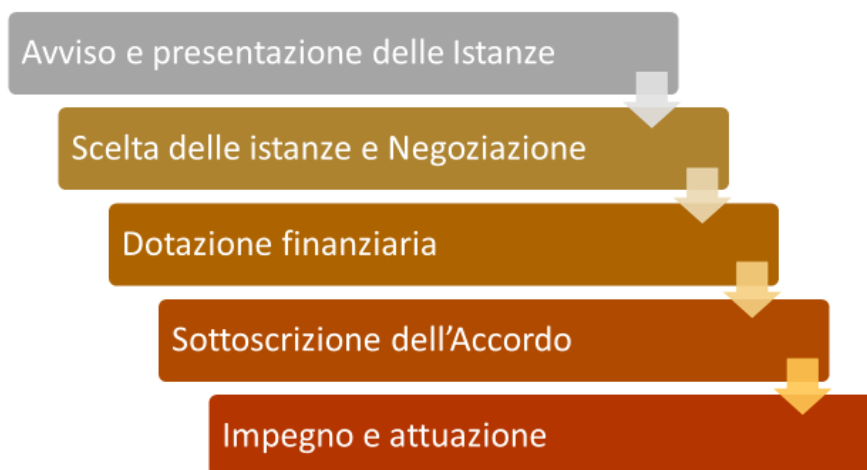 Avviso e presentazione delle Istanze
Scelta delle istanze e Negoziazione
Dotazione finanziaria
Sottoscrizione dell’Accordo
Impegno e attuazione